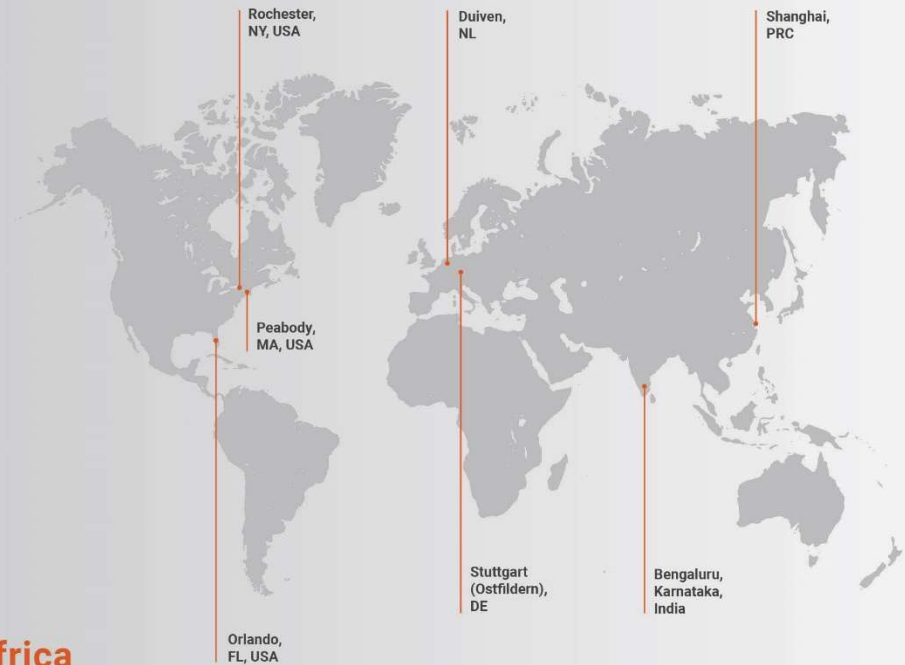 Rochester,
NY, USA
Duiven,
NL
Shanghai,
PRC
Peabody,
MA, USA
Stuttgart
(Ostfildern),
DE
Bengaluru,
Karnataka,
India
Orlando,
FL, USA
frica